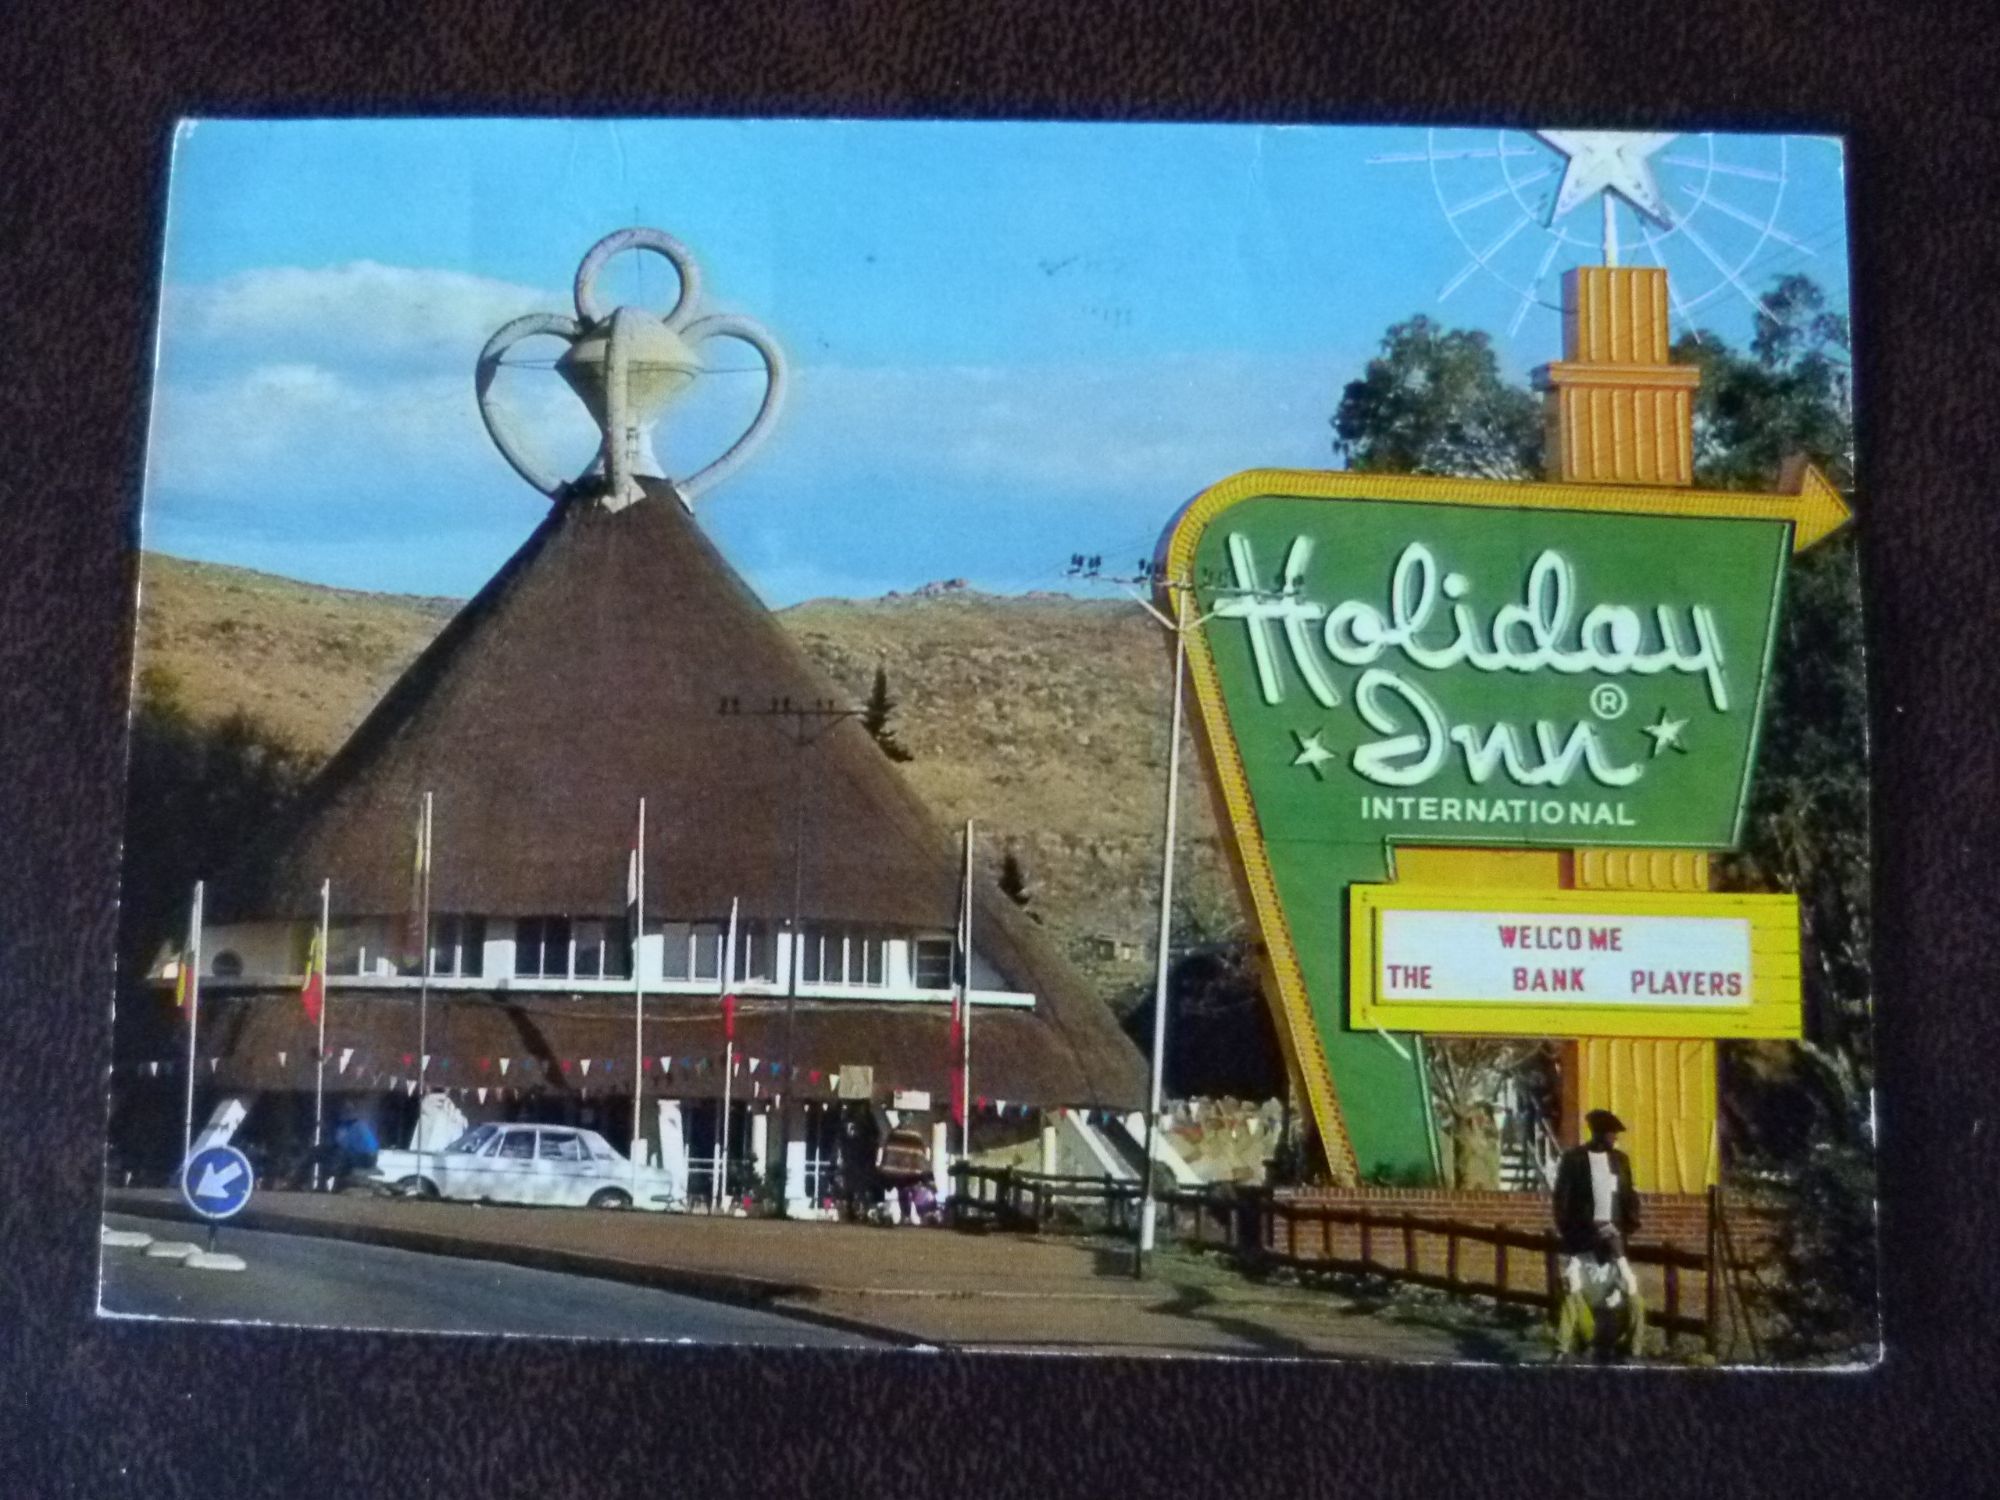 Holiday
Inn ®
INTERNATIONAL
WELCOME
THE BANK PLAYERS